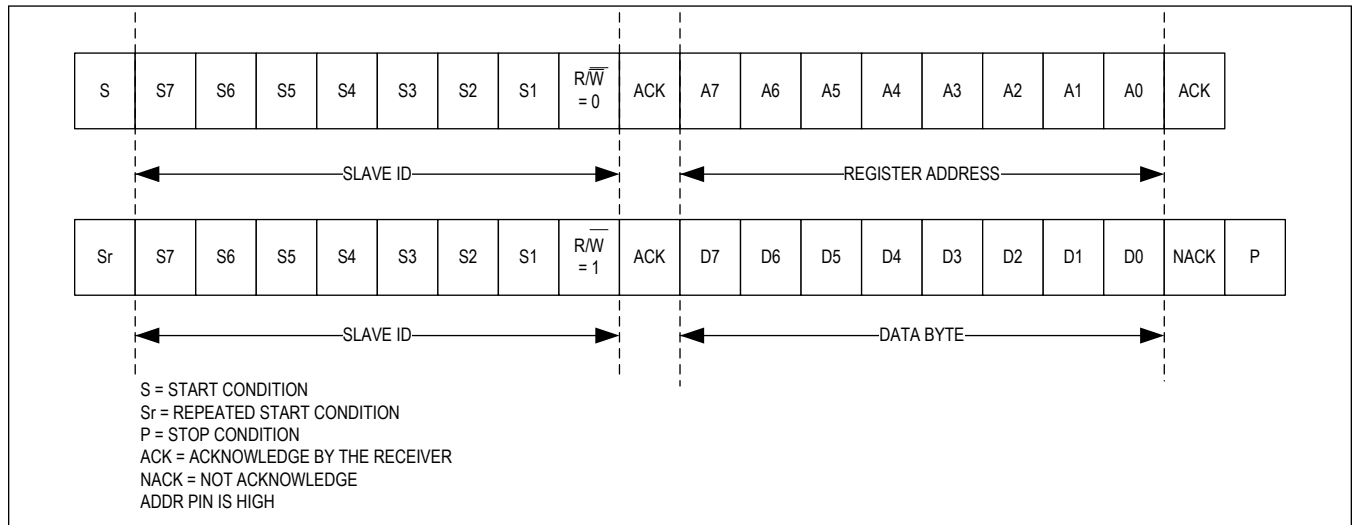 S S7 S6 S5 S4 S3 S2 S1 R/W̅ = 0 ACK A7 A6 A5 A4 A3 A2 A1 A0 ACK
SLAVE ID REGISTER ADDRESS
Sr S7 S6 S5 S4 S3 S2 S1 R/W̅ = 1 ACK D7 D6 D5 D4 D3 D2 D1 D0 NACK P
SLAVE ID DATA BYTE
S = START CONDITION
Sr = REPEATED START CONDITION
P = STOP CONDITION
ACK = ACKNOWLEDGE BY THE RECEIVER
NACK = NOT ACKNOWLEDGE
ADDR PIN IS HIGH